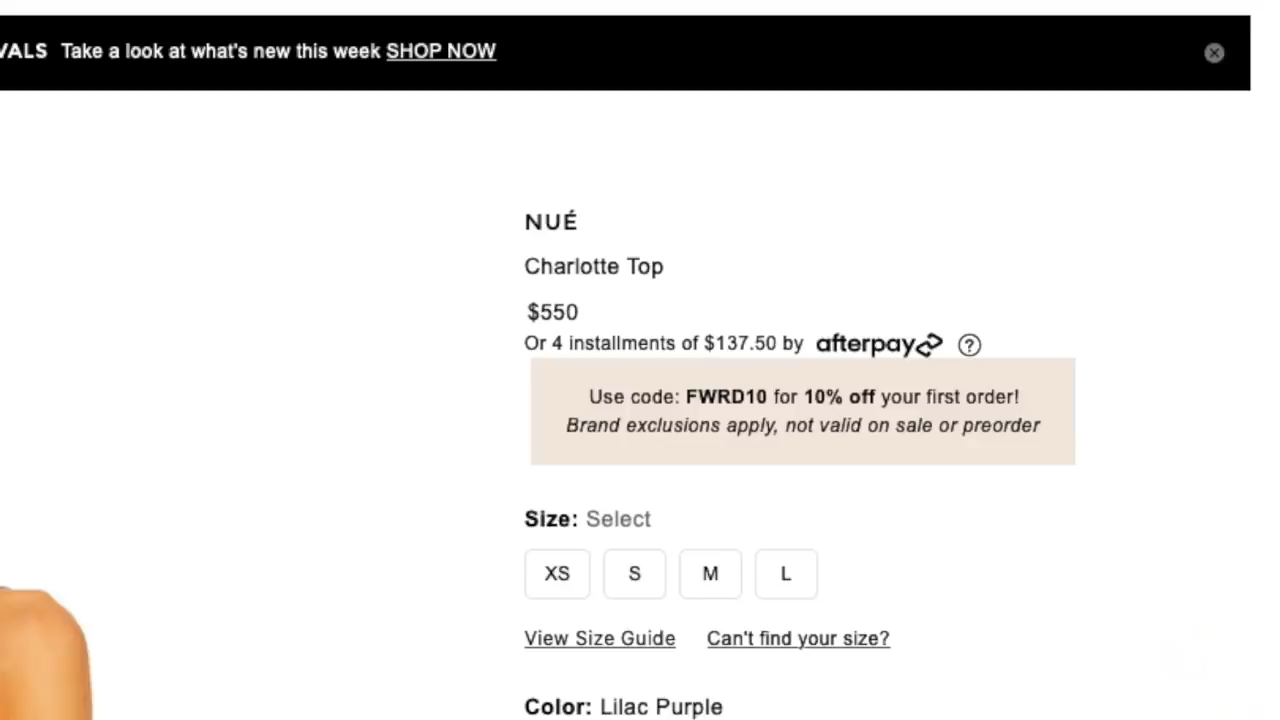 VALS Take a look at what's new this week SHOP NOW
NUÉ
Charlotte Top
$550
Or 4 installments of $137.50 by afterpay ?
Use code: FWRD10 for 10% off your first order!
Brand exclusions apply, not valid on sale or preorder
Size: Select
XS S M L
View Size Guide Can't find your size?
Color: Lilac Purple